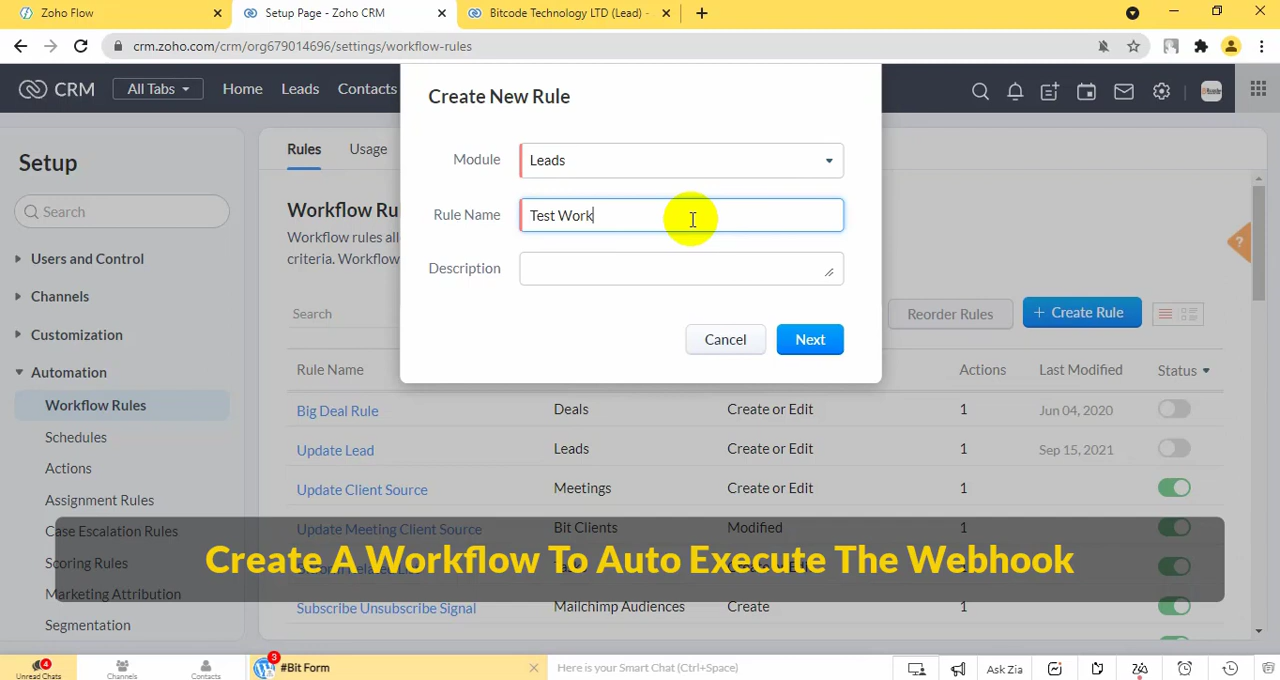 Zoho Flow
Setup Page - Zoho CRM
Bitcode Technology LTD (Lead) -
crm.zoho.com/crm/org679014696/settings/workflow-rules
CRM
All Tabs
Home
Leads
Contacts
Create New Rule
Module
Leads
Rule Name
Test Work
Description
Cancel
Next
Setup
Search
Users and Control
Channels
Customization
Automation
Workflow Rules
Schedules
Actions
Assignment Rules
Case Escalation Rules
Scoring Rules
Marketing Attribution
Segmentation
Rules
Usage
Workflow Ru
Workflow rules all
criteria. Workflow
?
Search
Reorder Rules
+ Create Rule
Rule Name
Actions
Last Modified
Status
Big Deal Rule
Deals
Create or Edit
1
Jun 04, 2020
Update Lead
Leads
Create or Edit
1
Sep 15, 2021
Update Client Source
Meetings
Create or Edit
1
Update Meeting Client Source
Bit Clients
Modified
1
Create or Edit
1
Subscribe Unsubscribe Signal
Mailchimp Audiences
Create
1
Create A Workflow To Auto Execute The Webhook
4
Unread Chats
Channels
Contacts
3
#Bit Form
Here is your Smart Chat (Ctrl+Space)
Ask Zia